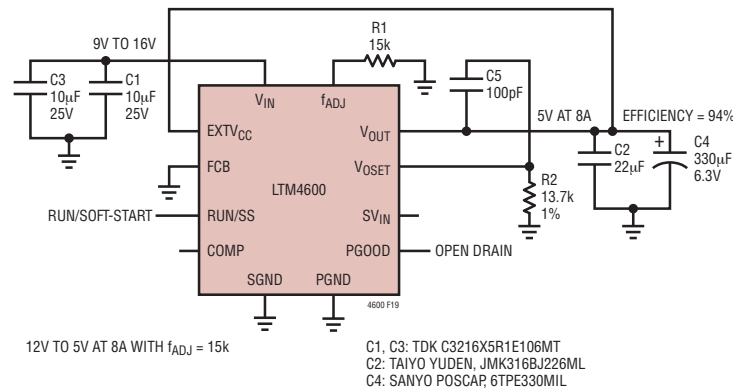 9V TO 16V
R1
15k
C3
10µF
25V
C1
10µF
25V
C5
100pF
VIN
fADJ
5V AT 8A
EFFICIENCY = 94%
EXTVCC
VOUT
C2
22µF
+
C4
330µF
6.3V
FCB
VOSET
LTM4600
R2
13.7k
1%
RUN/SOFT-START
RUN/SS
SVIN
COMP
PGOOD
OPEN DRAIN
SGND
PGND
4600 F19
12V TO 5V AT 8A WITH fADJ = 15k
C1, C3: TDK C3216X5R1E106MT
C2: TAIYO YUDEN, JMK316BJ226ML
C4: SANYO POSCAP, 6TPE330MIL